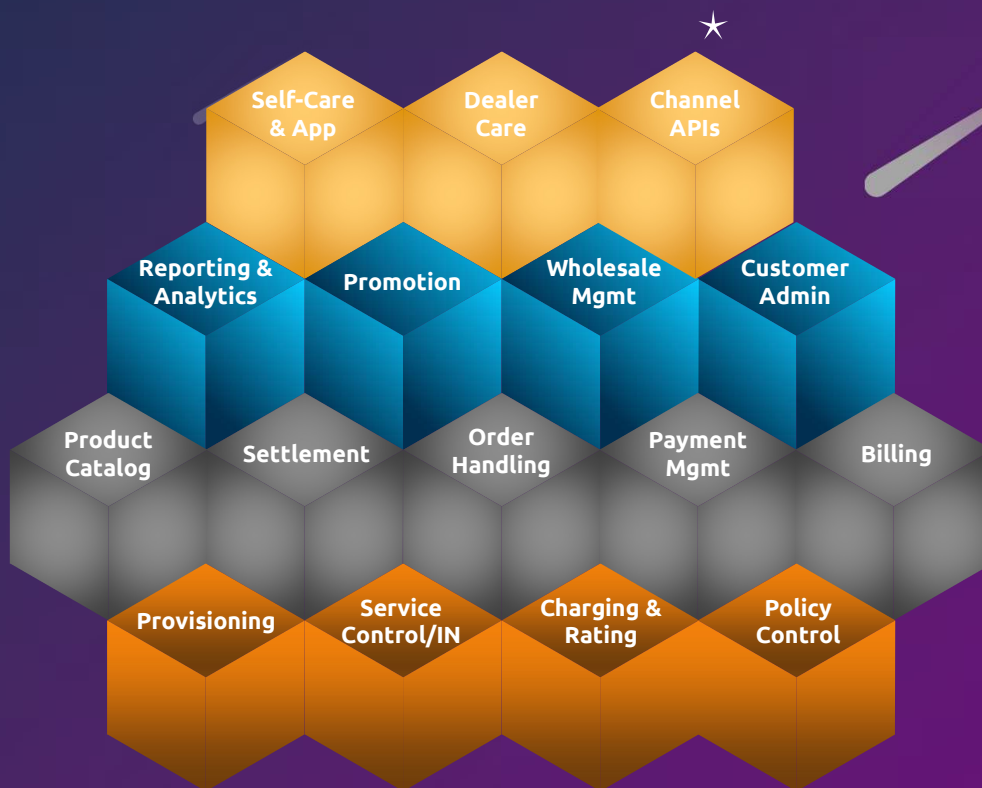 Self-Care
& App
Dealer
Care
Channel
APIs
Reporting &
Analytics
Promotion
Wholesale
Mgmt
Customer
Admin
Product
Catalog
Settlement
Order
Handling
Payment
Mgmt
Billing
Provisioning
Service
Control/IN
Charging &
Rating
Policy
Control